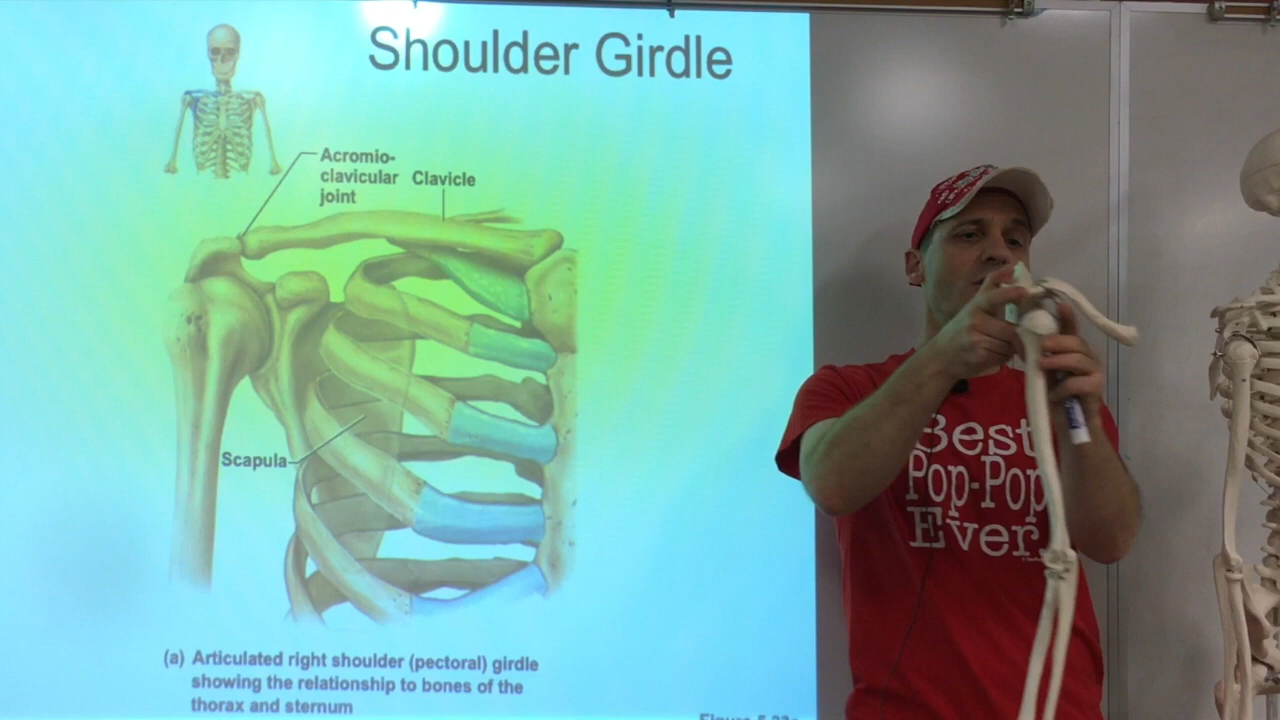 Shoulder Girdle
Acromio-
clavicular
joint
Clavicle
Scapula
(a) Articulated right shoulder (pectoral) girdle
showing the relationship to bones of the
thorax and sternum
Best
Pop-Pop
Ever